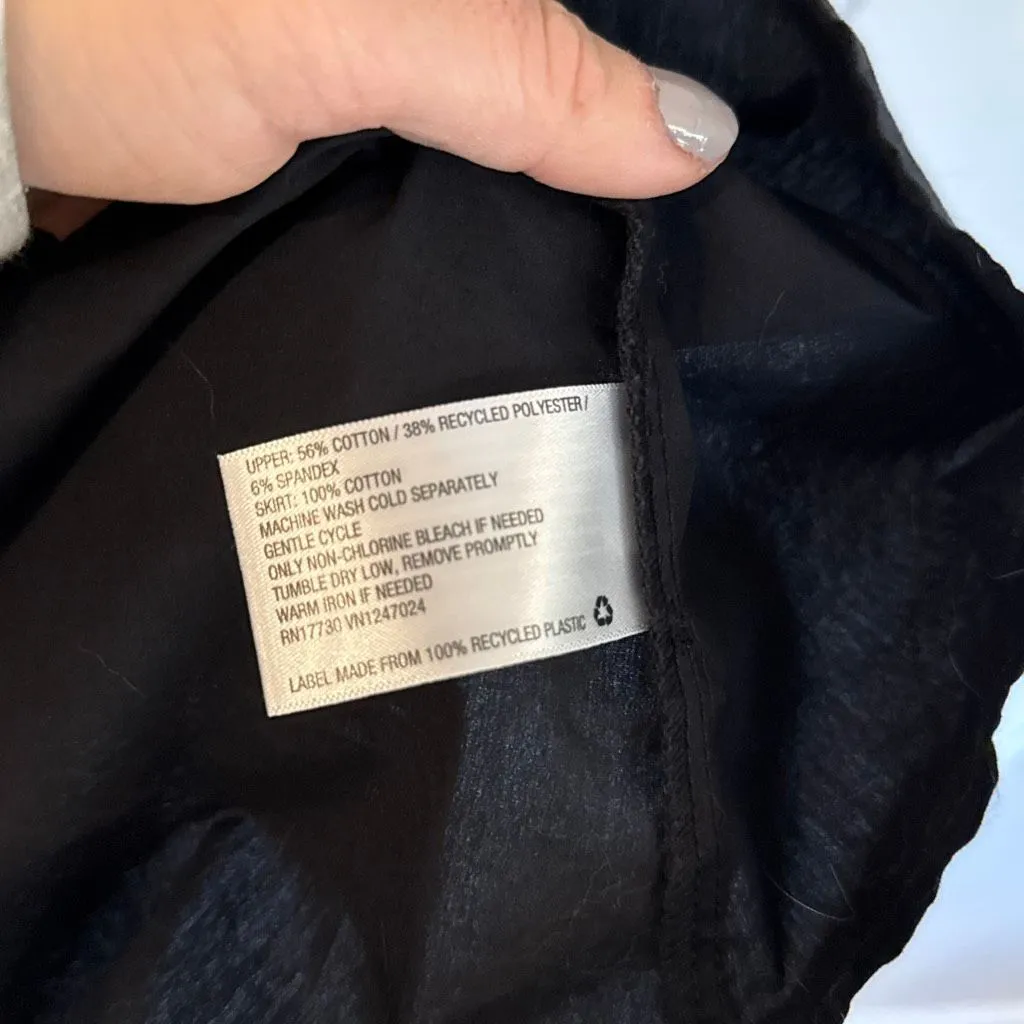 UPPER: 56% COTTON / 38% RECYCLED POLYESTER /
6% SPANDEX
SKIRT: 100% COTTON
MACHINE WASH COLD SEPARATELY
GENTLE CYCLE
ONLY NON-CHLORINE BLEACH IF NEEDED
TUMBLE DRY LOW, REMOVE PROMPTLY
WARM IRON IF NEEDED
RN17730 VN1247024
LABEL MADE FROM 100% RECYCLED PLASTIC